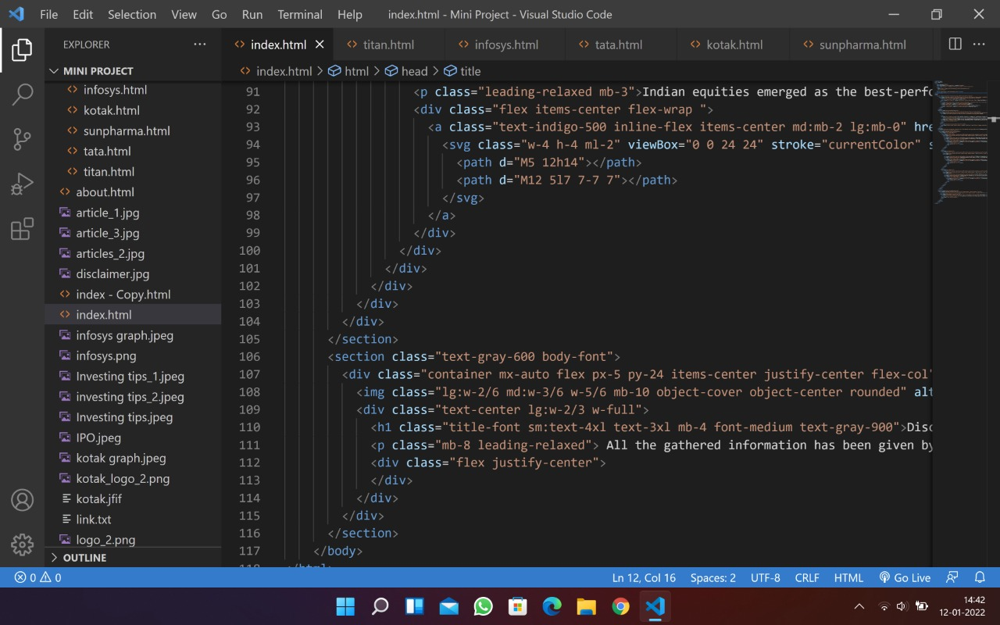 File Edit Selection View Go Run Terminal Help index.html - Mini Project - Visual Studio Code
EXPLORER ···
index.html titan.html infosys.html tata.html kotak.html sunpharma.html ···
MINI PROJECT
infosys.html
kotak.html
sunpharma.html
tata.html
titan.html
about.html
article_1.jpg
article_3.jpg
articles_2.jpg
disclaimer.jpg
index - Copy.html
index.html
infosys graph.jpeg
infosys.png
Investing tips_1.jpeg
investing tips_2.jpeg
Investing tips.jpeg
IPO.jpeg
kotak graph.jpeg
kotak_logo_2.png
kotak.jfif
link.txt
logo_2.png
OUTLINE
index.html > html > head > title
91 <p class="leading-relaxed mb-3">Indian equities emerged as the best-perfo
92 <div class="flex items-center flex-wrap ">
93 <a class="text-indigo-500 inline-flex items-center md:mb-2 lg:mb-0" hre
94 <svg class="w-4 h-4 ml-2" viewBox="0 0 24 24" stroke="currentColor" s
95 <path d="M5 12h14"></path>
96 <path d="M12 5l7 7-7 7"></path>
97 </svg>
98 </a>
99 </div>
100 </div>
101 </div>
102 </div>
103 </div>
104 </div>
105 </section>
106 <section class="text-gray-600 body-font">
107 <div class="container mx-auto flex px-5 py-24 items-center justify-center flex-col"
108 <img class="lg:w-2/6 md:w-3/6 w-5/6 mb-10 object-cover object-center rounded" alt
109 <div class="text-center lg:w-2/3 w-full">
110 <h1 class="title-font sm:text-4xl text-3xl mb-4 font-medium text-gray-900">Disc
111 <p class="mb-8 leading-relaxed"> All the gathered information has been given by
112 <div class="flex justify-center">
113 </div>
114 </div>
115 </div>
116 </section>
117 </body>
118 </html>
0 0 Ln 12, Col 16 Spaces: 2 UTF-8 CRLF HTML Go Live
14:42
12-01-2022